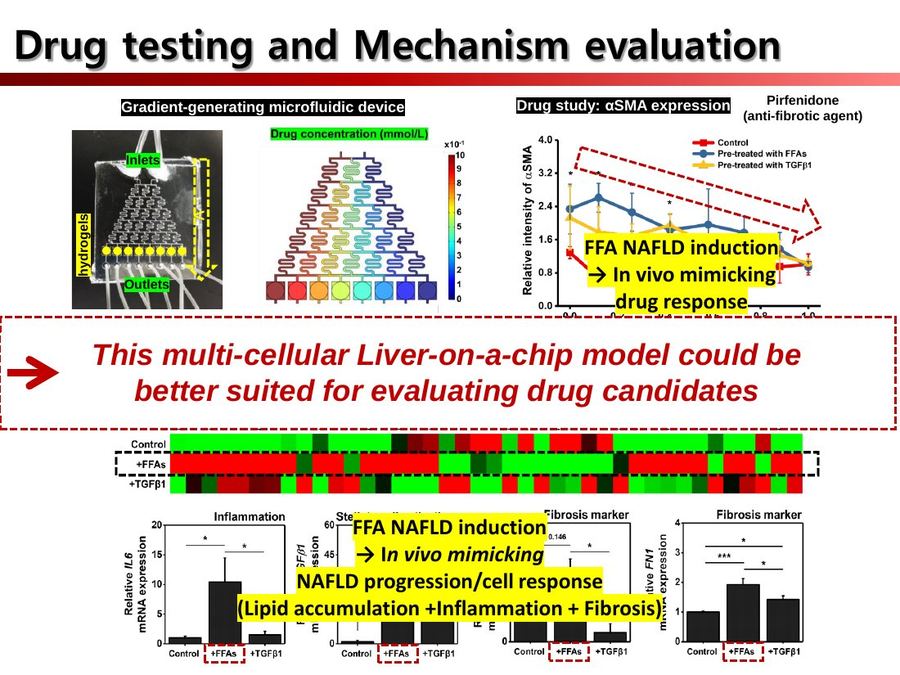 Drug testing and Mechanism evaluation
Gradient-generating microfluidic device
Drug study: αSMA expression
Pirfenidone
(anti-fibrotic agent)
Drug concentration (mmol/L)
Inlets
hydrogels
Outlets
x10⁻¹
10
9
8
7
6
5
4
3
2
1
0
Relative intensity of αSMA
4.0
3.2
2.4
1.6
0.8
0.0
Control
Pre-treated with FFAs
Pre-treated with TGFβ1
*
*
FFA NAFLD induction
→ In vivo mimicking
drug response
This multi-cellular Liver-on-a-chip model could be
better suited for evaluating drug candidates
Control
+FFAs
+TGFβ1
Inflammation
Relative IL6
mRNA expression
20
15
10
5
0
*
*
Control +FFAs +TGFβ1
60
45
0
Control +FFAs +TGFβ1
Fibrosis marker
0.146
*
Control +FFAs +TGFβ1
Fibrosis marker
FN1
4
3
2
1
0
*
***
*
Control +FFAs +TGFβ1
FFA NAFLD induction
→ In vivo mimicking
NAFLD progression/cell response
(Lipid accumulation +Inflammation + Fibrosis)